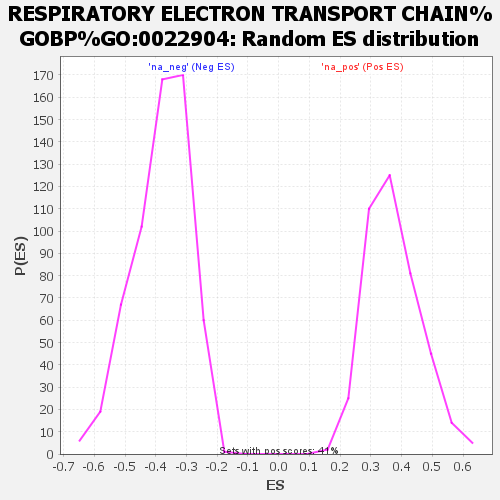 RESPIRATORY ELECTRON TRANSPORT CHAIN%
GOBP%GO:0022904: Random ES distribution
'na_neg' (Neg ES)
'na_pos' (Pos ES)
170
160
150
140
130
120
110
100
90
80
70
60
50
40
30
20
10
0
P(ES)
Sets with pos scores: 41%
-0.7 -0.6 -0.5 -0.4 -0.3 -0.2 -0.1 0.0 0.1 0.2 0.3 0.4 0.5 0.6
ES